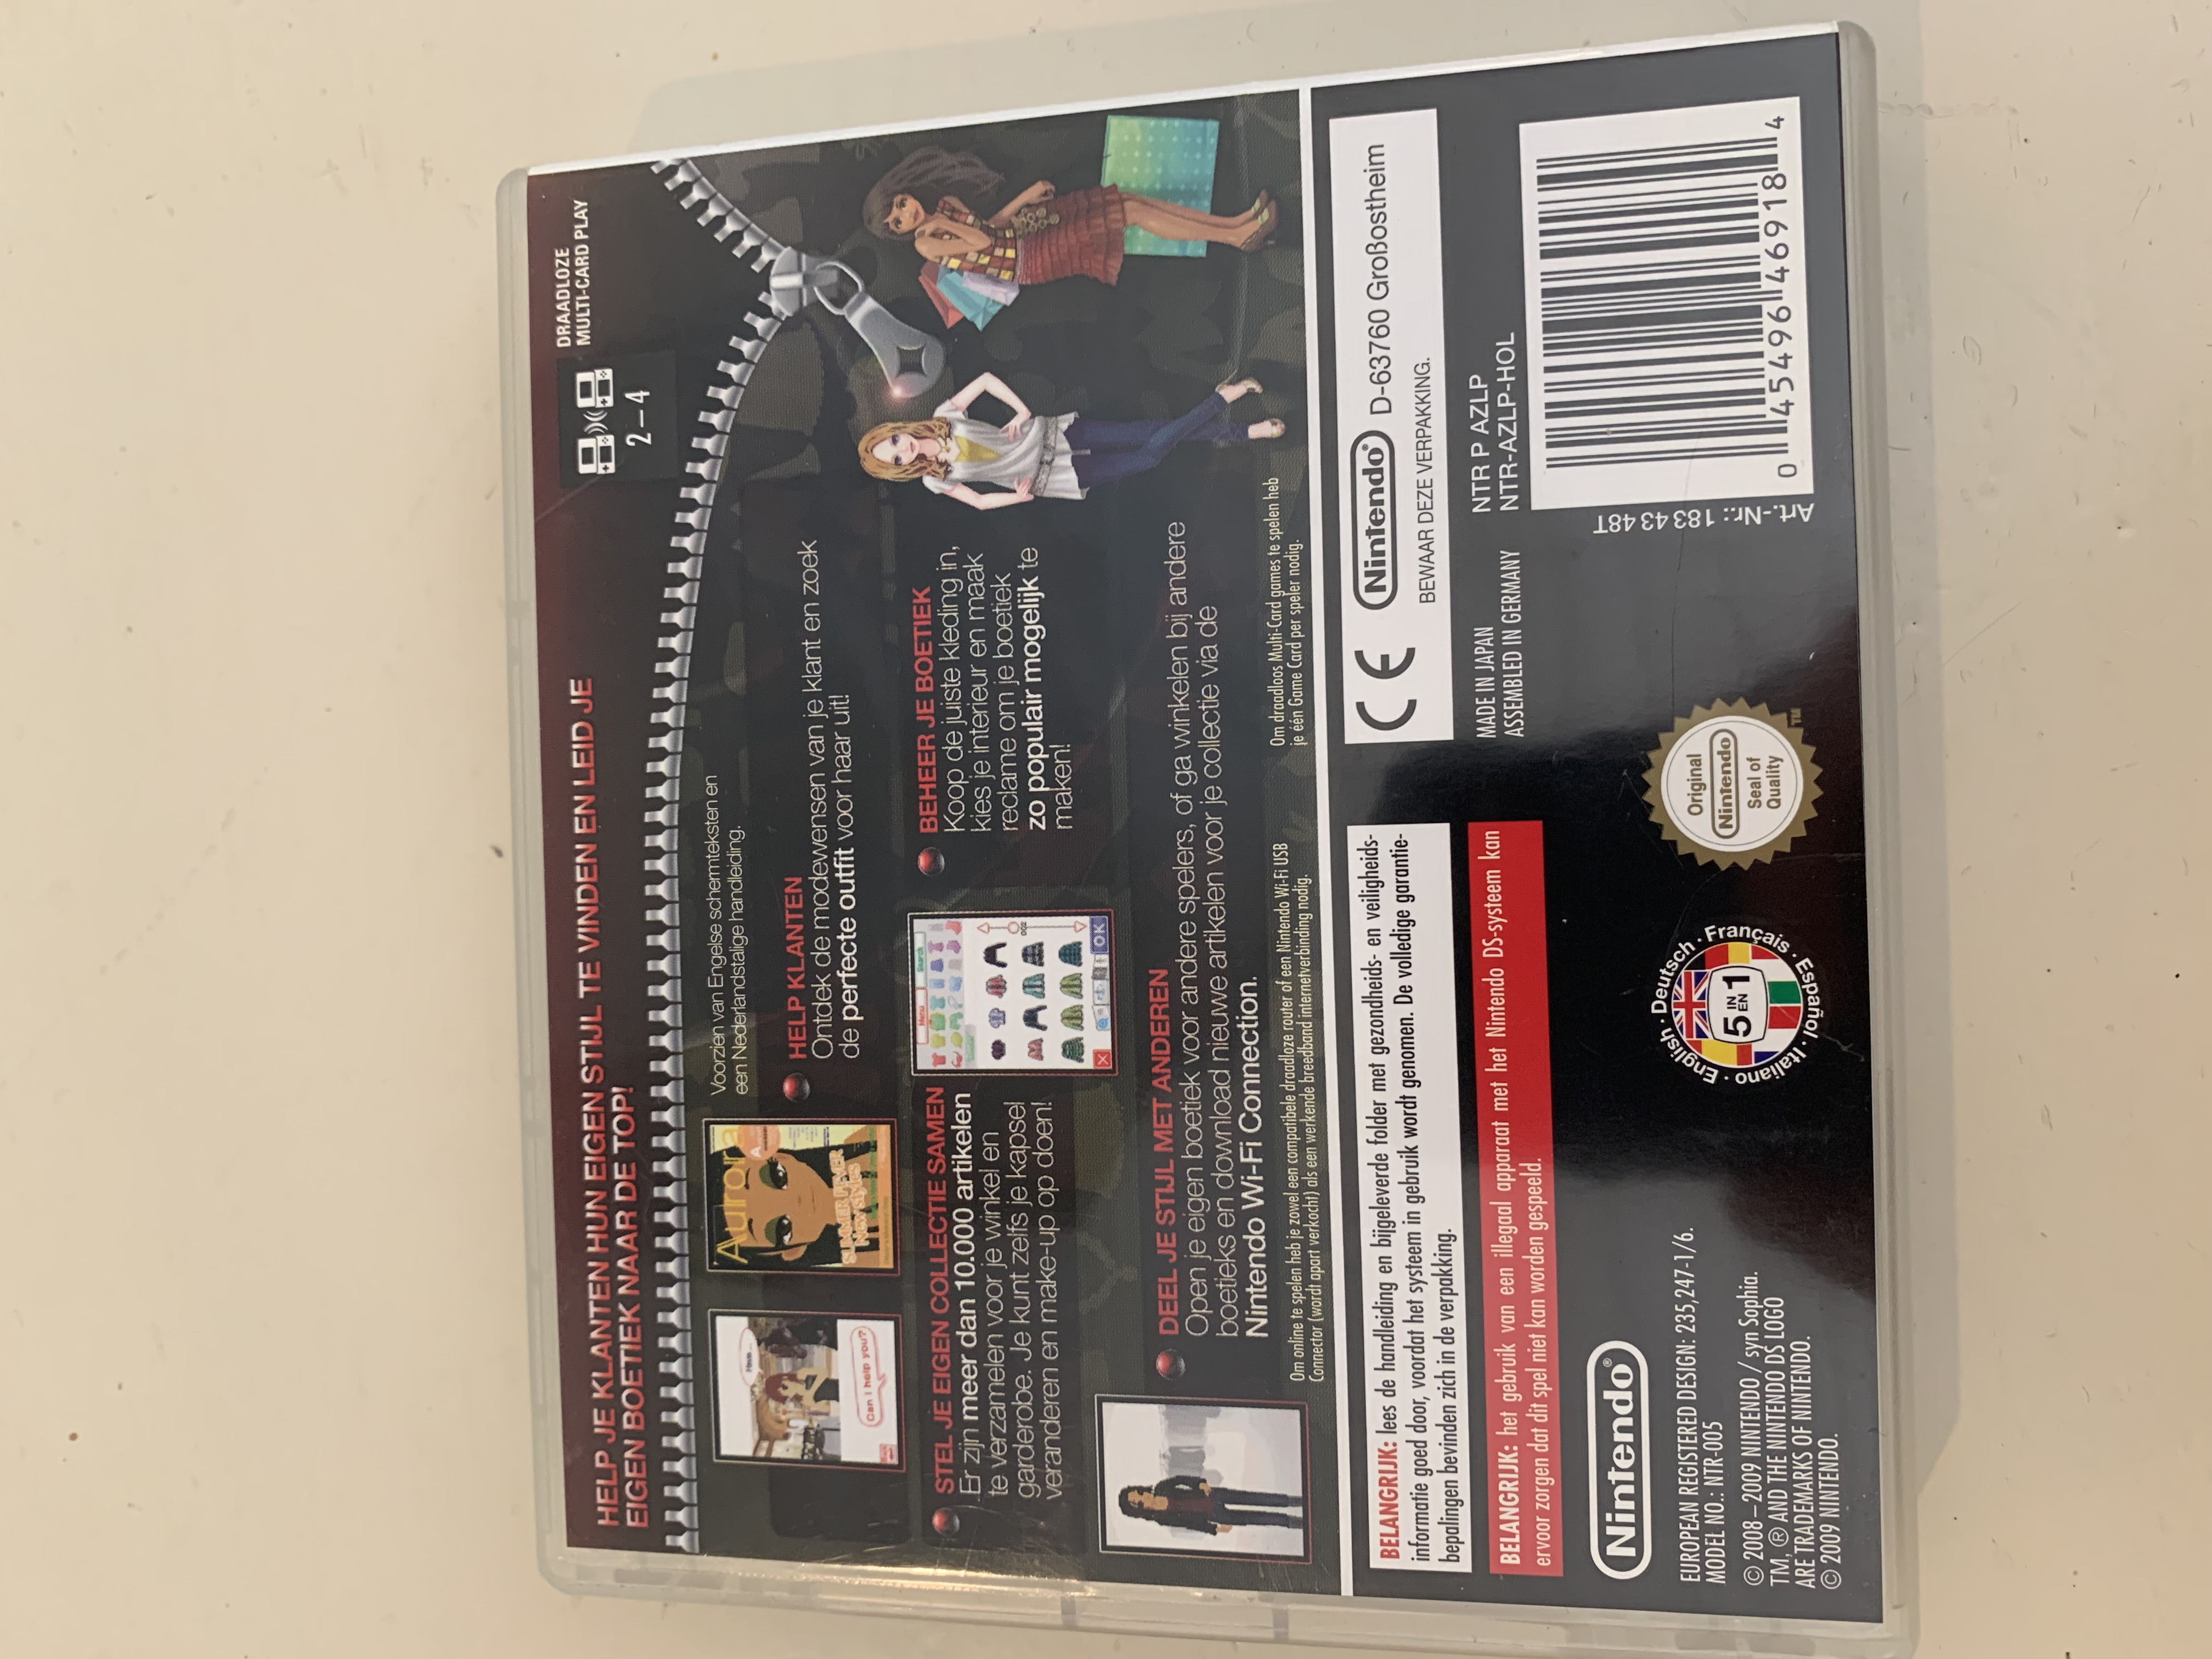 HELP JE KLANTEN HUN EIGEN STIJL TE VINDEN EN LEID JE
EIGEN BOETIEK NAAR DE TOP!
DRAADLOZE
MULTI-CARD PLAY
2–4
Voorzien van Engelse schermteksten en
een Nederlandstalige handleiding.
Can I help you?
Aurora
SUMMER FEVER
New Styles
HELP KLANTEN
Ontdek de modewensen van je klant en zoek
de perfecte outfit voor haar uit!
STEL JE EIGEN COLLECTIE SAMEN
Er zijn meer dan 10.000 artikelen
te verzamelen voor je winkel en
garderobe. Je kunt zelfs je kapsel
veranderen en make-up op doen!
Menu
Search
002
OK
BEHEER JE BOETIEK
Koop de juiste kleding in,
kies je interieur en maak
reclame om je boetiek
zo populair mogelijk te
maken!
DEEL JE STIJL MET ANDEREN
Open je eigen boetiek voor andere spelers, of ga winkelen bij andere
boetieks en download nieuwe artikelen voor je collectie via de
Nintendo Wi-Fi Connection.
Om online te spelen heb je zowel een compatibele draadloze router of een Nintendo Wi-Fi USB
Connector (wordt apart verkocht) als een werkende breedband internetverbinding nodig.
Om draadloos Multi-Card games te spelen heb
je één Game Card per speler nodig.
BELANGRIJK: lees de handleiding en bijgeleverde folder met gezondheids- en veiligheids-
informatie goed door, voordat het systeem in gebruik wordt genomen. De volledige garantie-
bepalingen bevinden zich in de verpakking.
BELANGRIJK: het gebruik van een illegaal apparaat met het Nintendo DS-systeem kan
ervoor zorgen dat dit spel niet kan worden gespeeld.
CE Nintendo® D-63760 Großostheim
BEWAAR DEZE VERPAKKING.
MADE IN JAPAN
ASSEMBLED IN GERMANY
NTR P AZLP
NTR-AZLP-HOL
Nintendo®
EUROPEAN REGISTERED DESIGN: 235,247-1/6.
MODEL NO.: NTR-005
© 2008–2009 NINTENDO / syn Sophia.
TM, ® AND THE NINTENDO DS LOGO
ARE TRADEMARKS OF NINTENDO.
© 2009 NINTENDO.
English · Deutsch · Français · Español · Italiano ·
5 IN EN 1
Original
Nintendo
Seal of
Quality
TM
Art.-Nr.: 183 43 48T
0 45496 46918 4